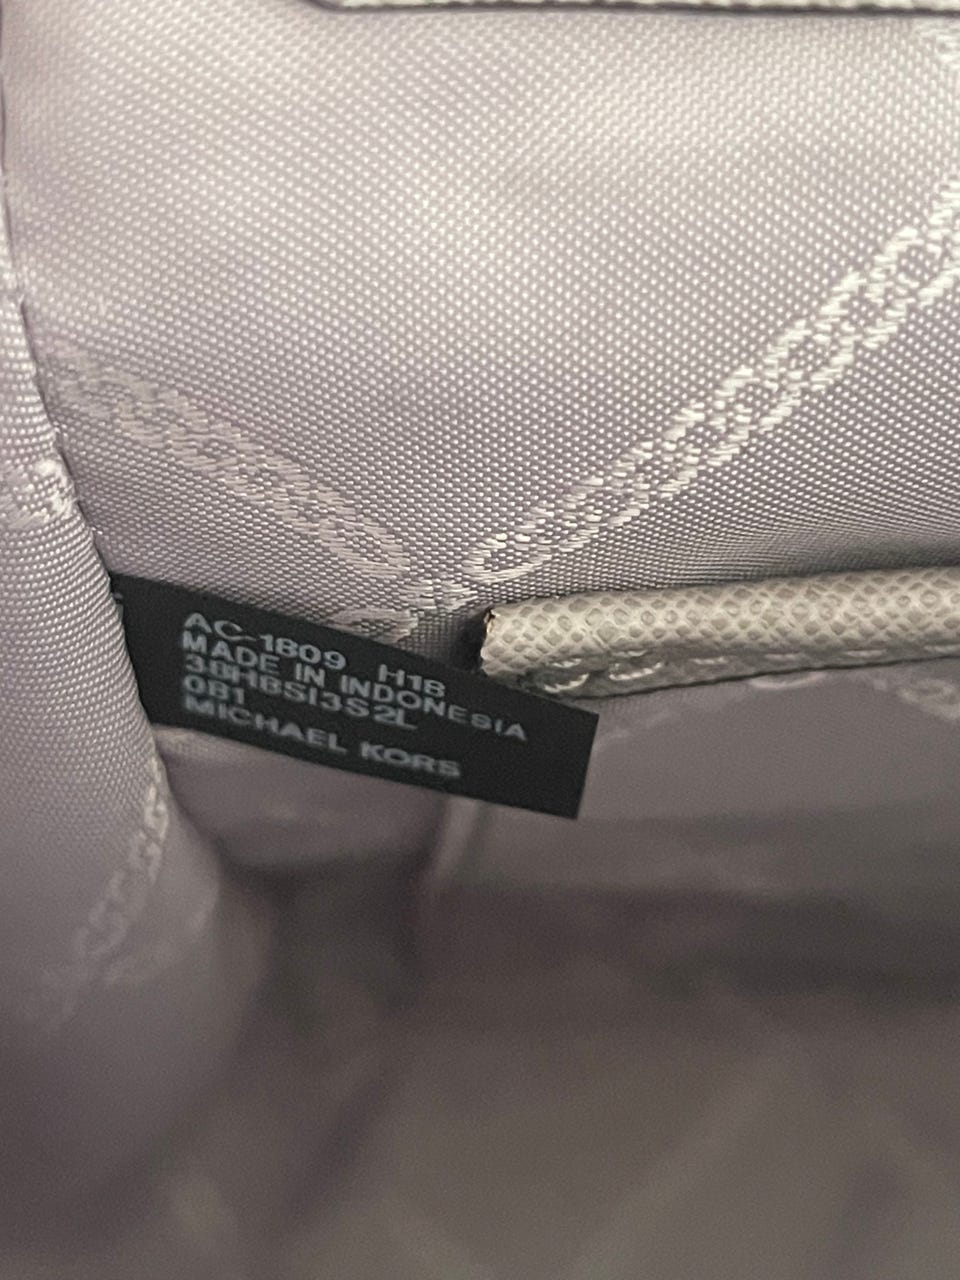 AC-1809 H18
MADE IN INDONESIA
30H8SI3S2L
081
MICHAEL KORS